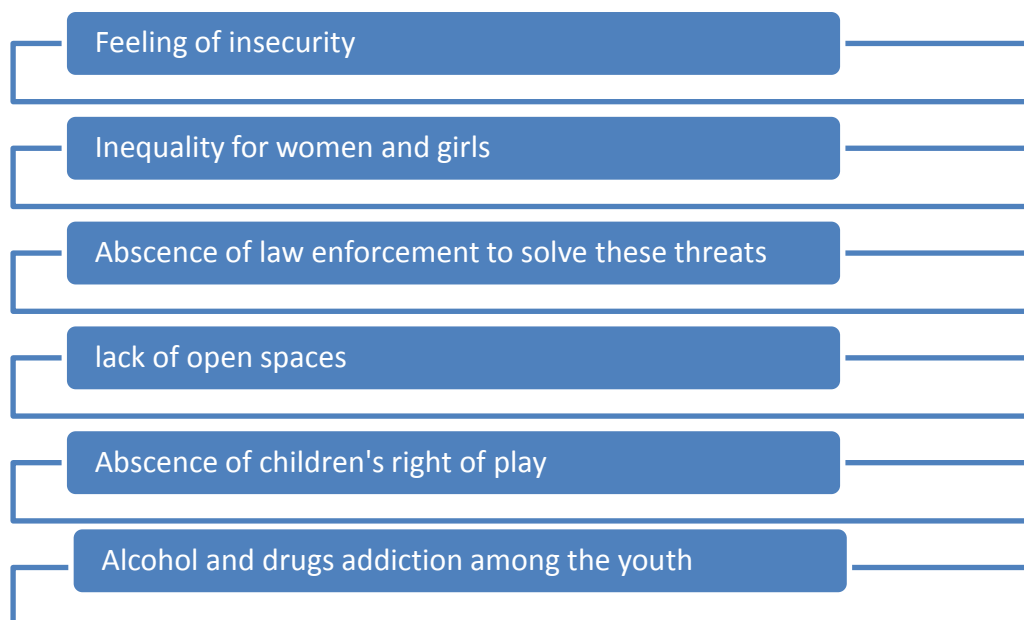 Feeling of insecurity
Inequality for women and girls
Abscence of law enforcement to solve these threats
lack of open spaces
Abscence of children's right of play
Alcohol and drugs addiction among the youth